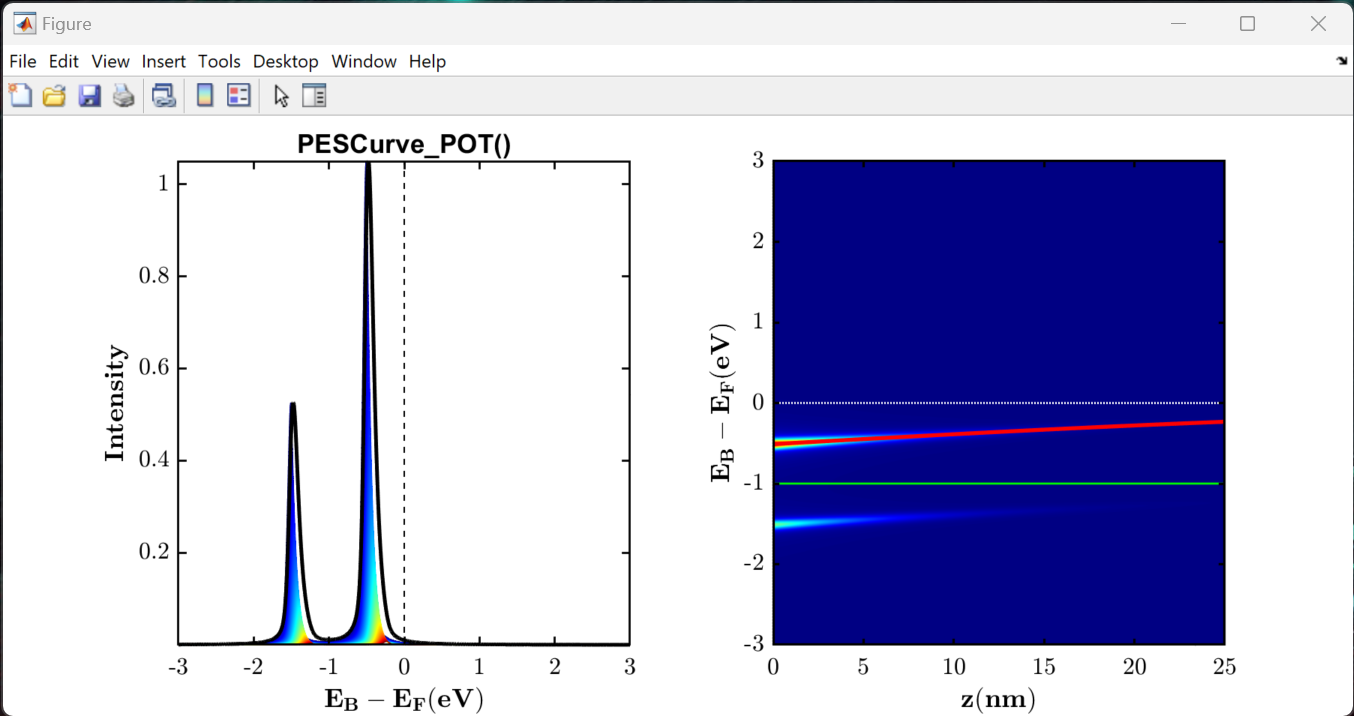 Figure
File Edit View Insert Tools Desktop Window Help
PESCurve_POT()
1
0.8
0.6
0.4
0.2
Intensity
-3 -2 -1 0 1 2 3
E_B − E_F(eV)
3
2
1
0
-1
-2
-3
E_B − E_F(eV)
0 5 10 15 20 25
z(nm)